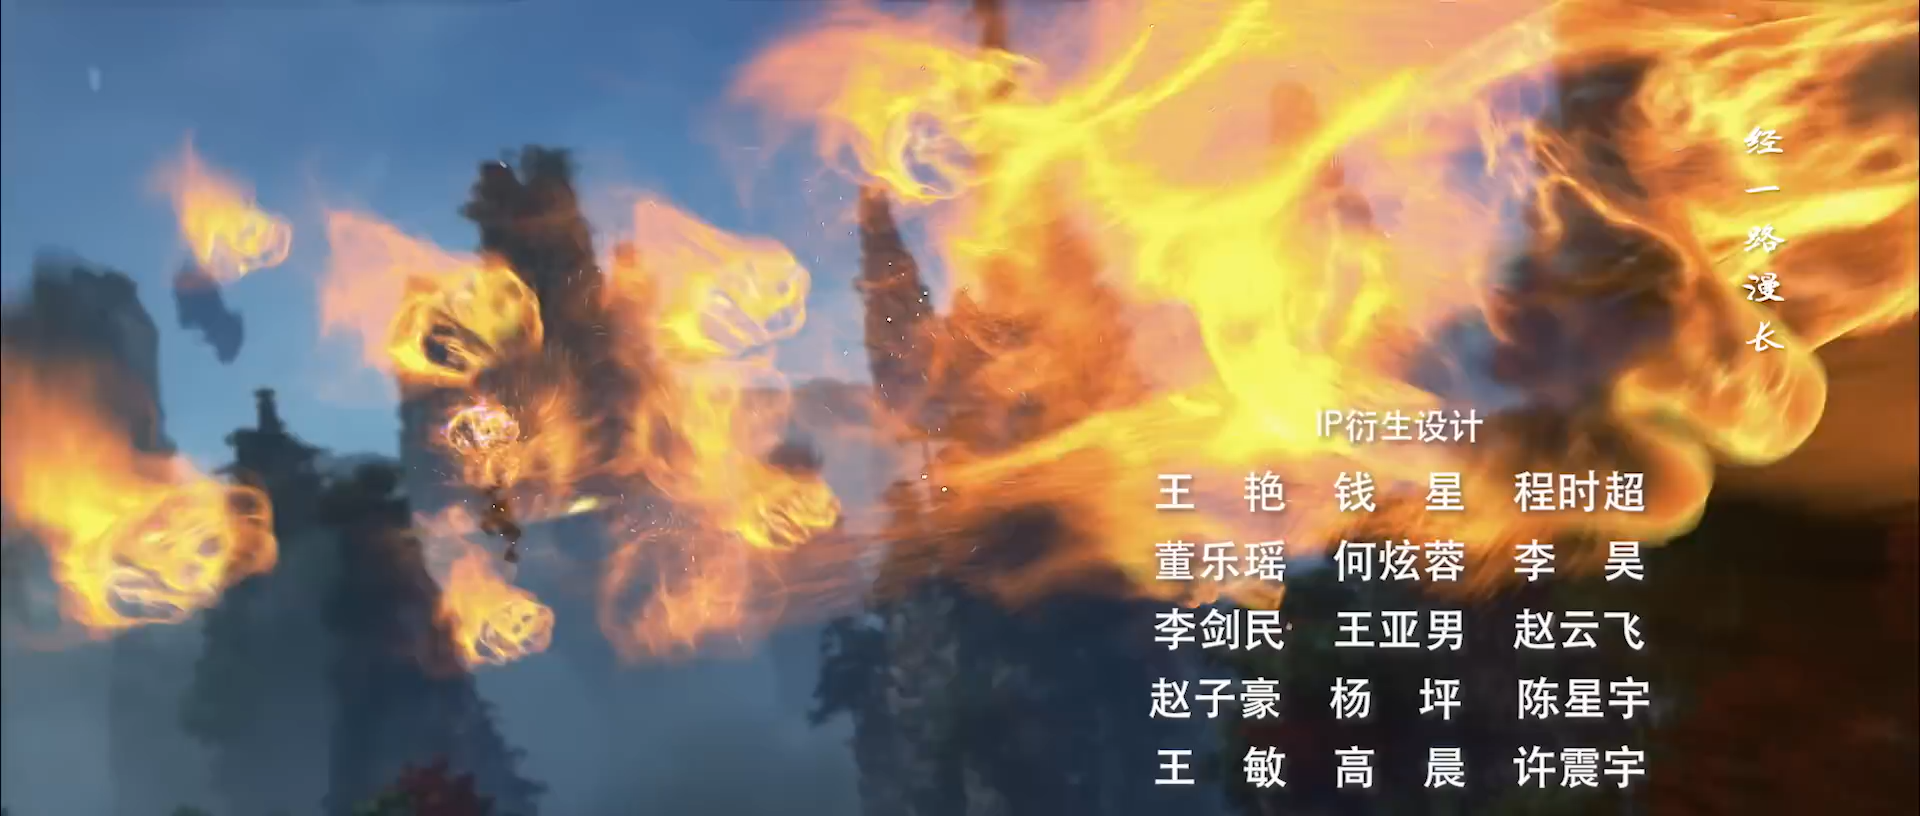 经一路漫长
IP衍生设计
王　艳　钱　星　程时超
董乐瑶　何炫蓉　李　昊
李剑民　王亚男　赵云飞
赵子豪　杨　坪　陈星宇
王　敏　高　晨　许震宇